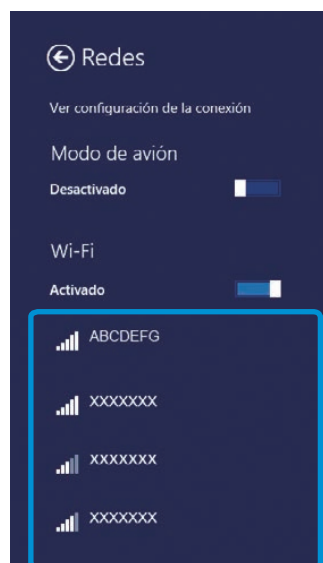 Redes
Ver configuración de la conexión
Modo de avión
Desactivado
Wi-Fi
Activado
ABCDEFG
XXXXXXX
XXXXXXX
XXXXXXX